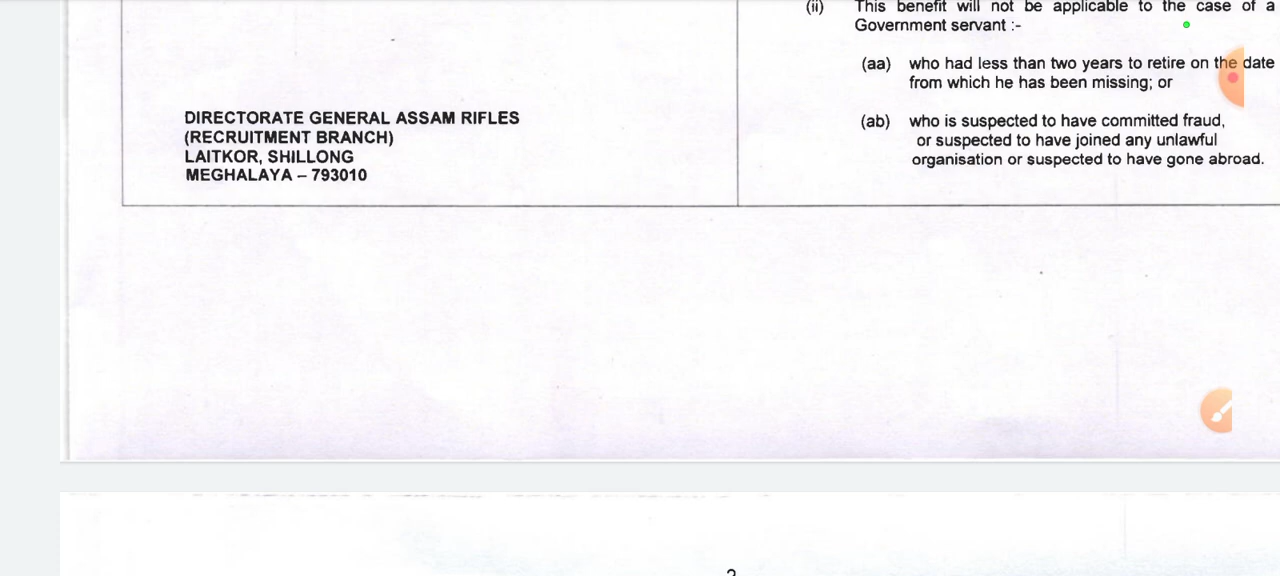 (ii) This benefit will not be applicable to the case of a
Government servant :-
(aa) who had less than two years to retire on the date
from which he has been missing; or
(ab) who is suspected to have committed fraud,
or suspected to have joined any unlawful
organisation or suspected to have gone abroad.
DIRECTORATE GENERAL ASSAM RIFLES
(RECRUITMENT BRANCH)
LAITKOR, SHILLONG
MEGHALAYA – 793010